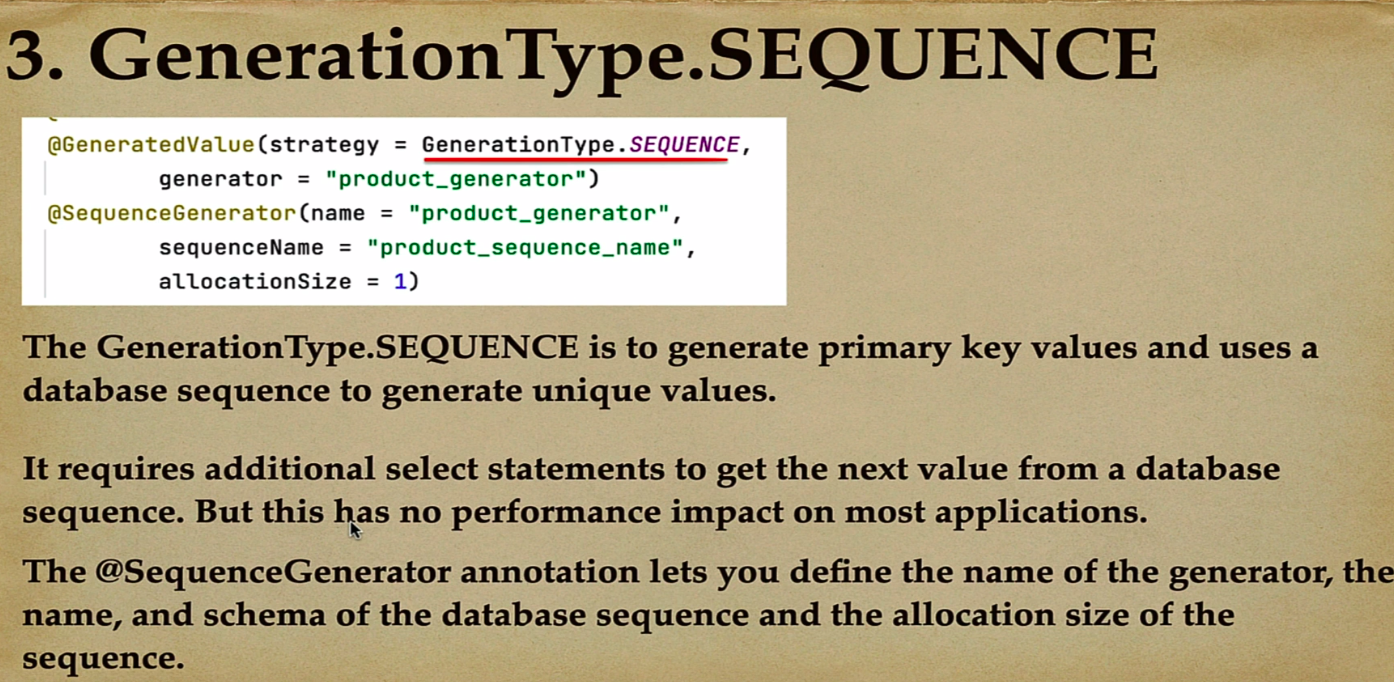 3. GenerationType.SEQUENCE
@GeneratedValue(strategy = GenerationType.SEQUENCE,
generator = "product_generator")
@SequenceGenerator(name = "product_generator",
sequenceName = "product_sequence_name",
allocationSize = 1)
The GenerationType.SEQUENCE is to generate primary key values and uses a
database sequence to generate unique values.
It requires additional select statements to get the next value from a database
sequence. But this has no performance impact on most applications.
The @SequenceGenerator annotation lets you define the name of the generator, the
name, and schema of the database sequence and the allocation size of the
sequence.